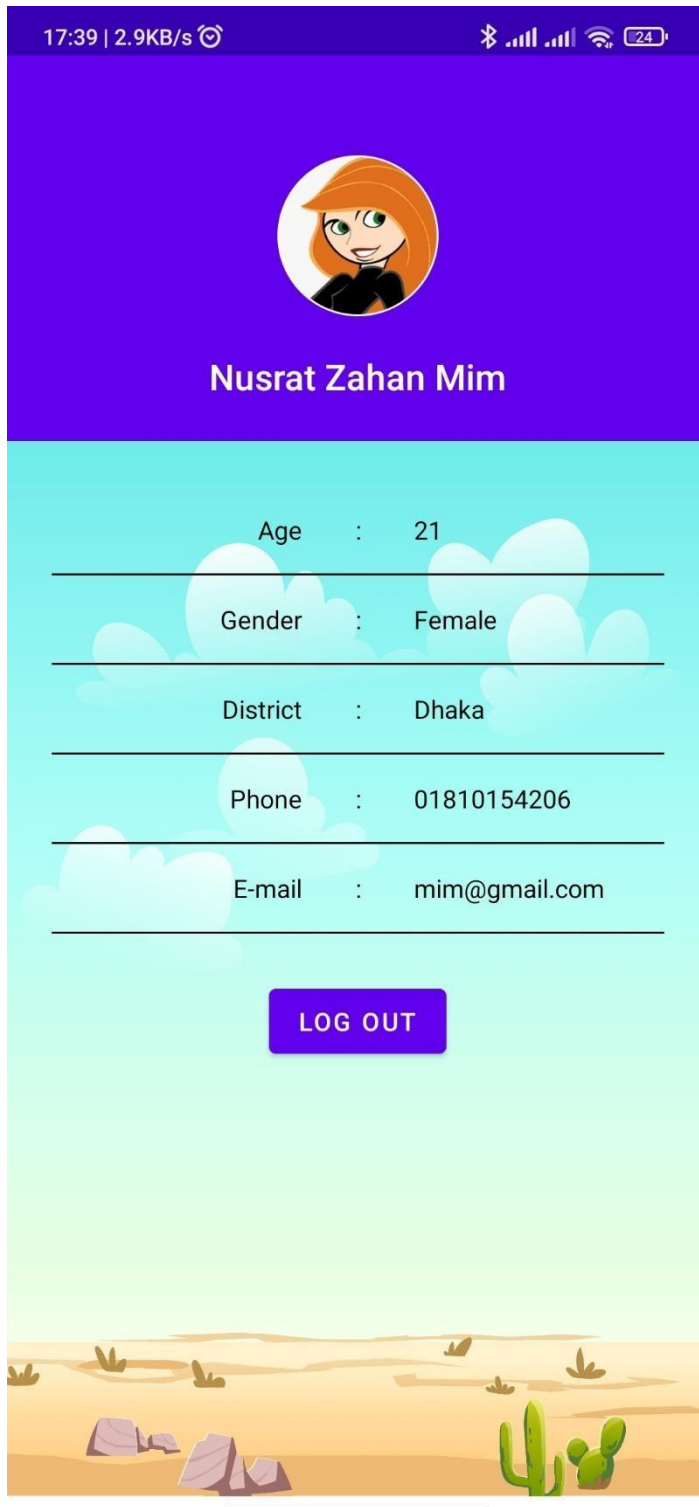 17:39 | 2.9KB/s 24
Nusrat Zahan Mim
Age : 21
Gender : Female
District : Dhaka
Phone : 01810154206
E-mail : mim@gmail.com
LOG OUT